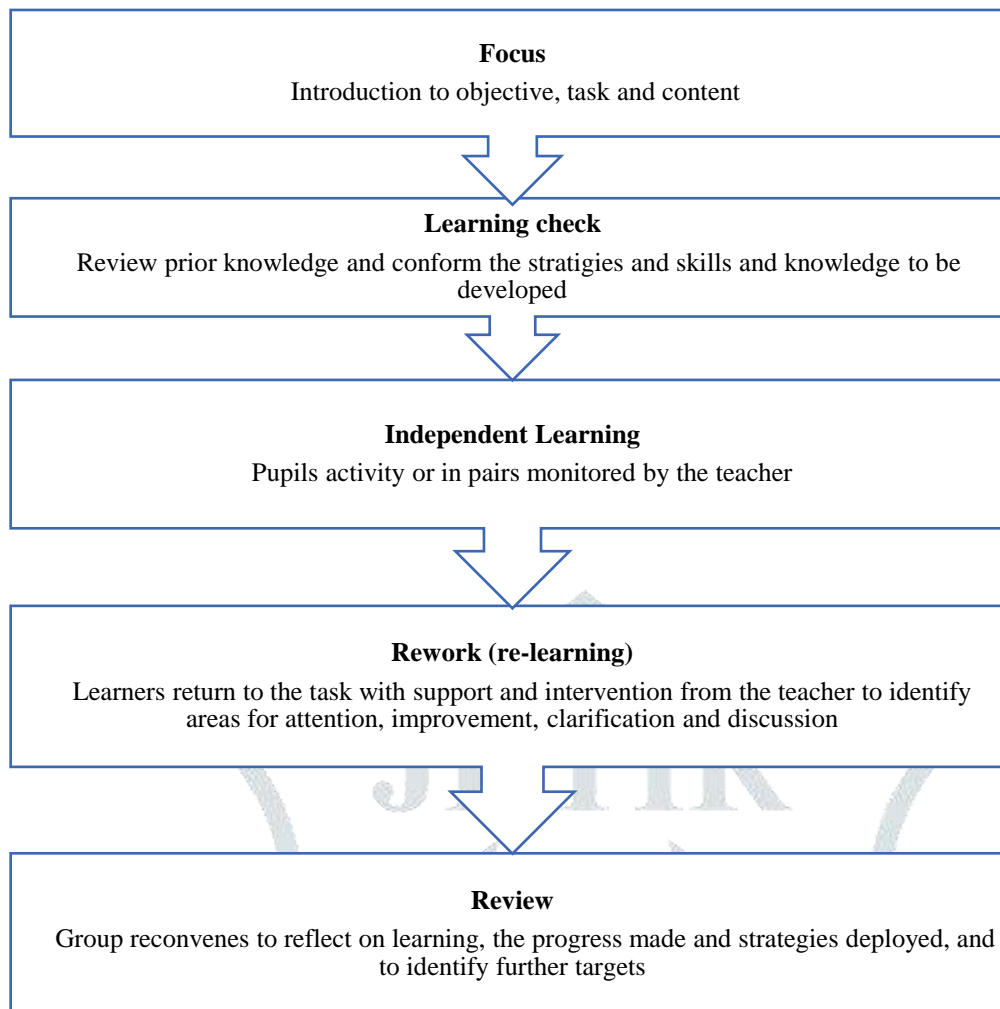 Focus
Introduction to objective, task and content
Learning check
Review prior knowledge and conform the stratigies and skills and knowledge to be
developed
Independent Learning
Pupils activity or in pairs monitored by the teacher
Rework (re-learning)
Learners return to the task with support and intervention from the teacher to identify
areas for attention, improvement, clarification and discussion
Review
Group reconvenes to reflect on learning, the progress made and strategies deployed, and
to identify further targets